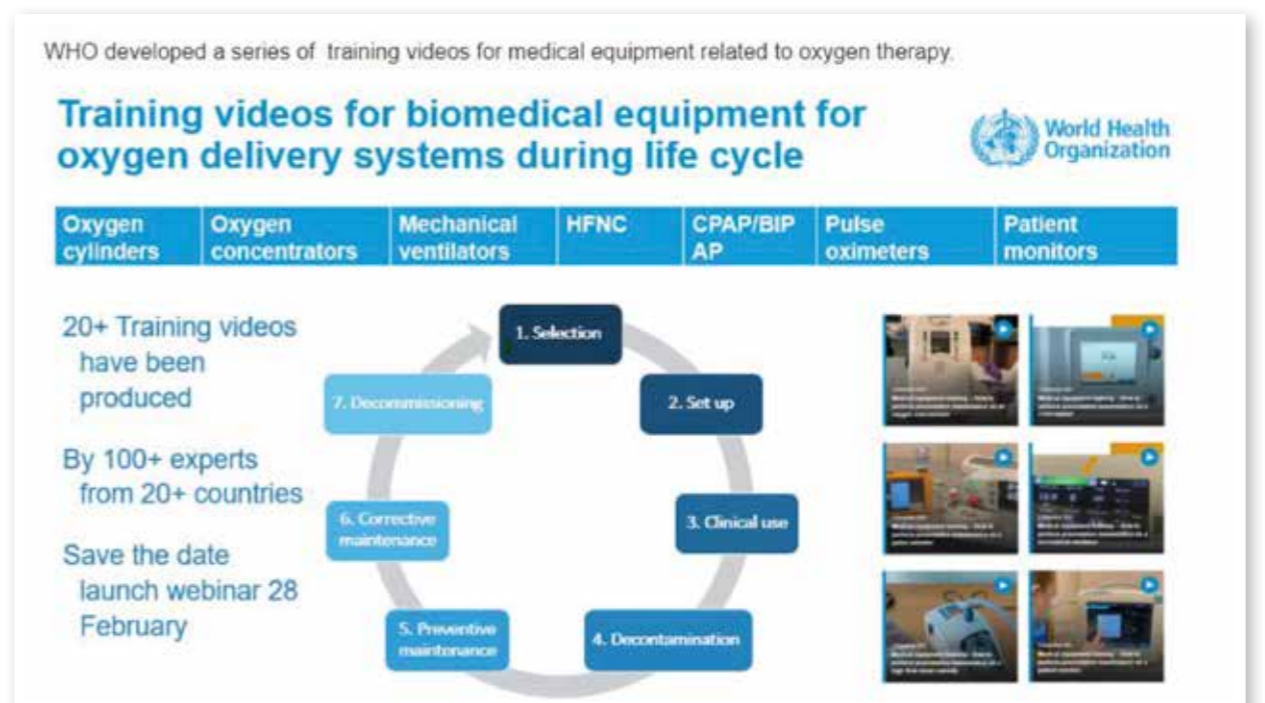 WHO developed a series of training videos for medical equipment related to oxygen therapy.
Training videos for biomedical equipment for
oxygen delivery systems during life cycle
World Health
Organization
Oxygen
cylinders
Oxygen
concentrators
Mechanical
ventilators
HFNC
CPAP/BIP
AP
Pulse
oximeters
Patient
monitors
20+ Training videos
have been
produced
By 100+ experts
from 20+ countries
Save the date
launch webinar 28
February
1. Selection
2. Set up
3. Clinical use
4. Decontamination
5. Preventive
maintenance
6. Corrective
maintenance
7. Decommissioning